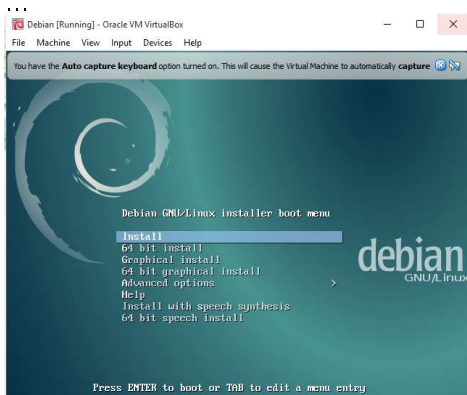 Debian [Running] - Oracle VM VirtualBox
File Machine View Input Devices Help
You have the Auto capture keyboard option turned on. This will cause the Virtual Machine to automatically capture
Debian GNU/Linux installer boot menu
Install
64 bit install
Graphical install
64 bit graphical install
Advanced options >
Help
Install with speech synthesis
64 bit speech install
debian
GNU/Linux
Press ENTER to boot or TAB to edit a menu entry